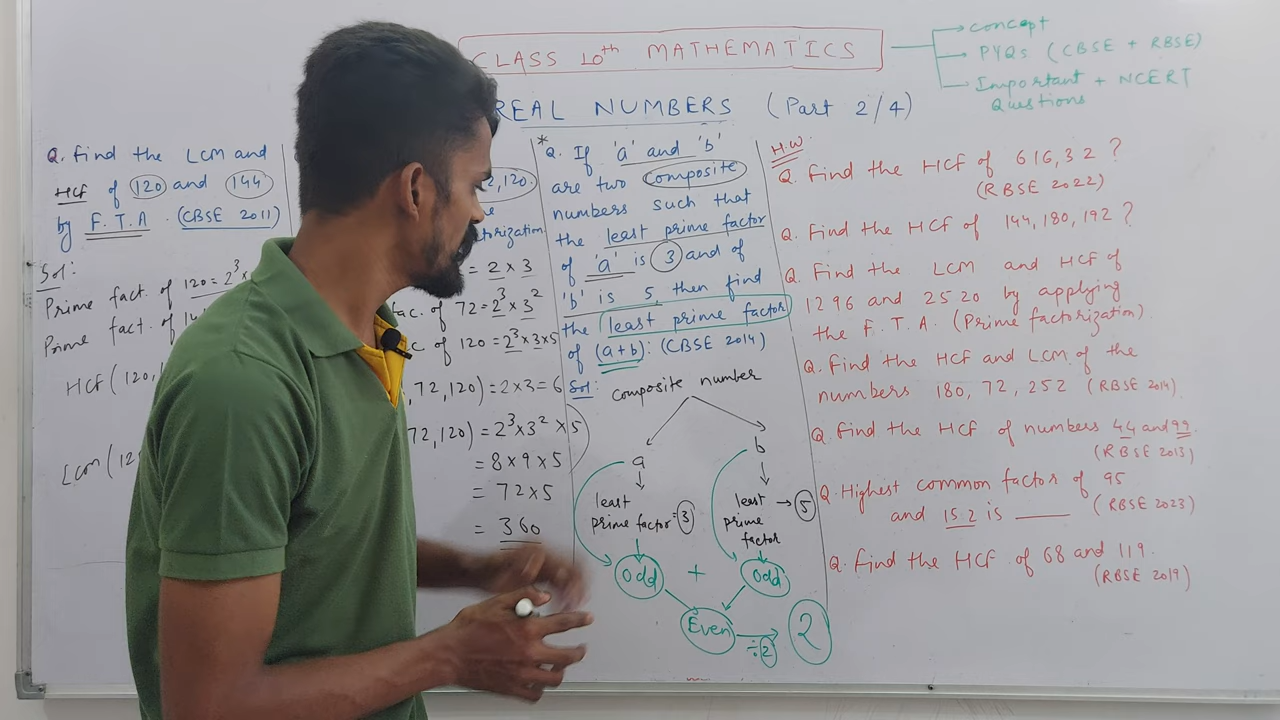 CLASS 10th MATHEMATICS
concept
PYQs (CBSE + RBSE)
Important + NCERT
Questions
REAL NUMBERS (Part 2/4)
Q. Find the LCM and
HCF of 120 and 144
by F.T.A. (CBSE 2011)
Sol:
Prime fact. of 120 = 2³ ×
Prime fact. of 14
HCF (120,1
LCM (12
2,120.
torization
= 2 × 3
fac. of 72 = 2³ × 3²
c of 120 = 2³ × 3 × 5
, 72, 120) = 2 × 3 = 6
72, 120) = 2³ × 3² × 5
= 8 × 9 × 5
= 72 × 5
= 360
* Q. If 'a' and 'b'
are two composite
numbers such that
the least prime factor
of 'a' is 3 and of
'b' is 5, then find
the least prime factor
of (a+b): (CBSE 2014)
Sol: composite number
a b
least prime factor = 3
least prime factor → 5
Odd + Odd
Even ÷ 2 2
H.W:
Q. Find the HCF of 616, 32 ?
(RBSE 2022)
Q. Find the HCF of 144, 180, 192 ?
Q. Find the LCM and HCF of
1296 and 2520 by applying
the F.T.A. (Prime factorization).
Q. Find the HCF and LCM of the
numbers 180, 72, 252 (RBSE 2014)
Q. Find the HCF of numbers 44 and 99.
(RBSE 2013)
Q. Highest common factor of 95
and 152 is ____ (RBSE 2023)
Q. Find the HCF of 68 and 119.
(RBSE 2019)